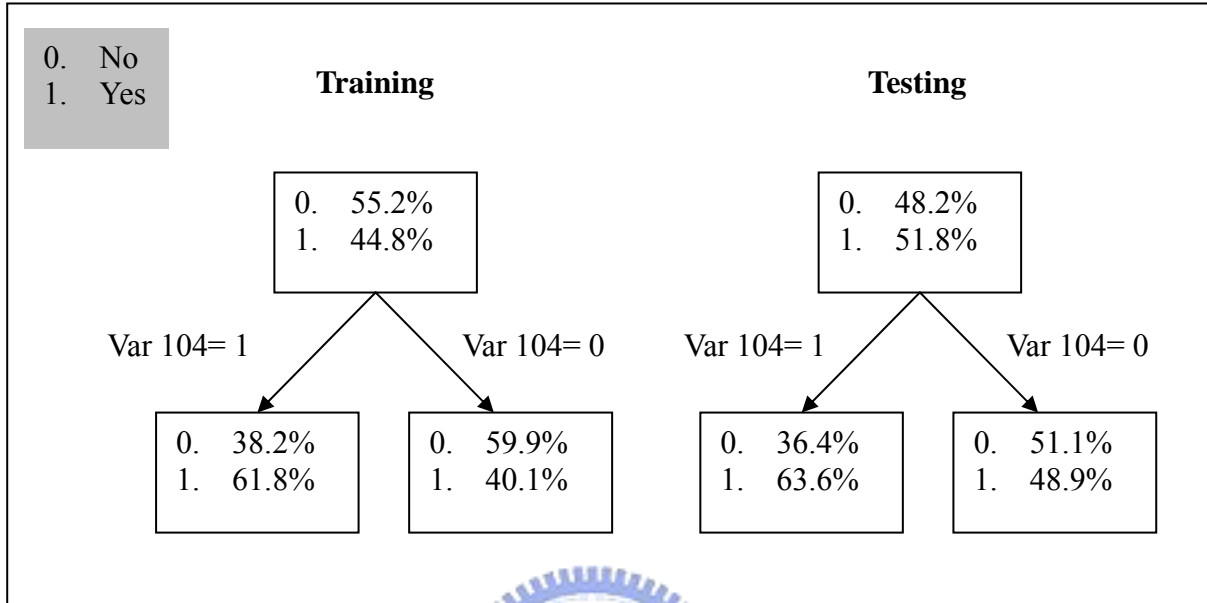 0. No
1. Yes
Training
Testing
0. 55.2%
1. 44.8%
0. 48.2%
1. 51.8%
Var 104= 1
Var 104= 0
Var 104= 1
Var 104= 0
0. 38.2%
1. 61.8%
0. 59.9%
1. 40.1%
0. 36.4%
1. 63.6%
0. 51.1%
1. 48.9%